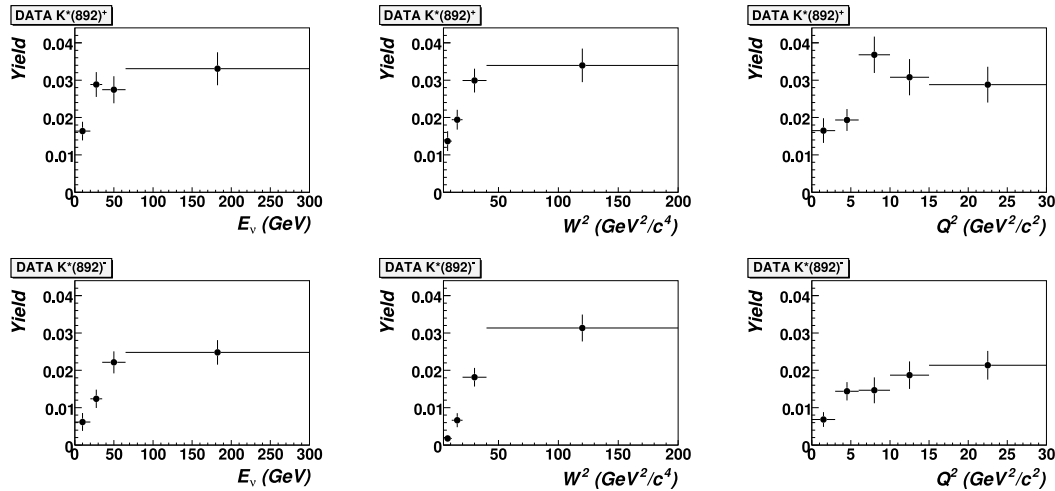 DATA K*(892)⁺
Yield
0.04
0.03
0.02
0.01
0
0 50 100 150 200 250 300
E_ν (GeV)
DATA K*(892)⁺
Yield
0.04
0.03
0.02
0.01
0
50 100 150 200
W² (GeV²/c⁴)
DATA K*(892)⁺
Yield
0.04
0.03
0.02
0.01
0
0 5 10 15 20 25 30
Q² (GeV²/c²)
DATA K*(892)⁻
Yield
0.04
0.03
0.02
0.01
0
0 50 100 150 200 250 300
E_ν (GeV)
DATA K*(892)⁻
Yield
0.04
0.03
0.02
0.01
0
50 100 150 200
W² (GeV²/c⁴)
DATA K*(892)⁻
Yield
0.04
0.03
0.02
0.01
0
0 5 10 15 20 25 30
Q² (GeV²/c²)